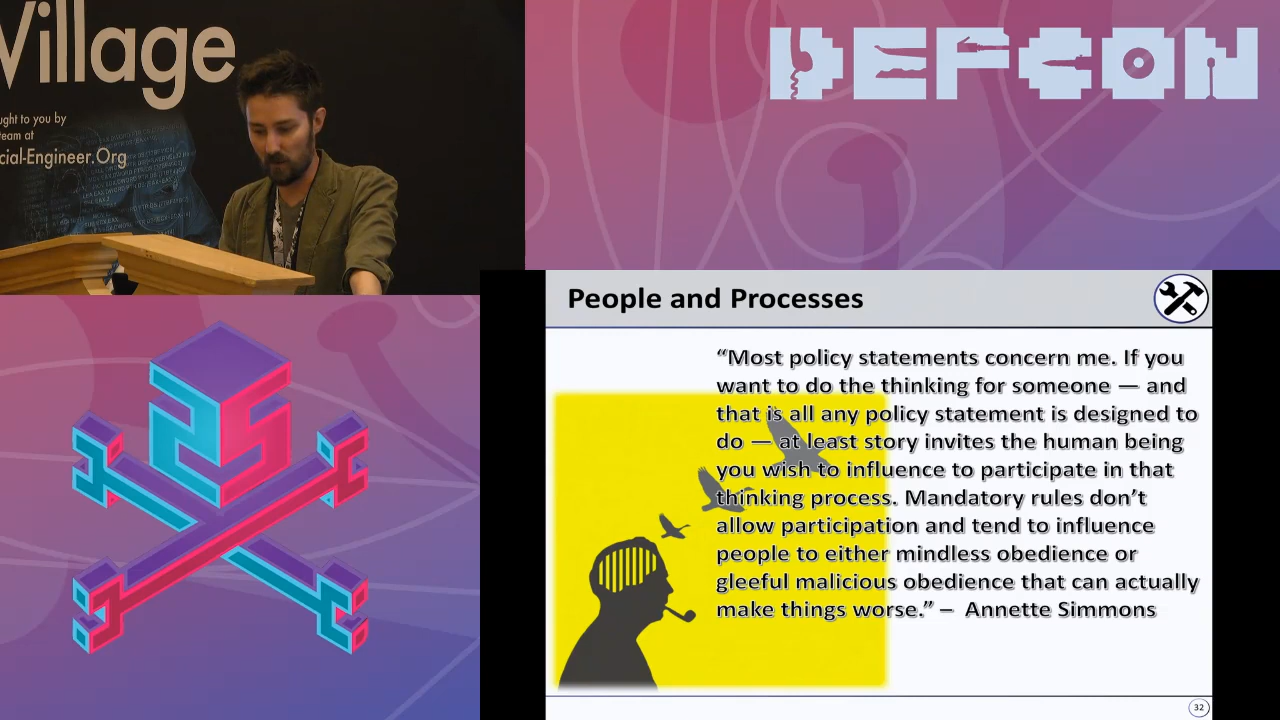 Village
ught to you by
team at
cial-Engineer.Org
DEFCON
People and Processes
“Most policy statements concern me. If you
want to do the thinking for someone — and
that is all any policy statement is designed to
do — at least story invites the human being
you wish to influence to participate in that
thinking process. Mandatory rules don’t
allow participation and tend to influence
people to either mindless obedience or
gleeful malicious obedience that can actually
make things worse.” – Annette Simmons
32